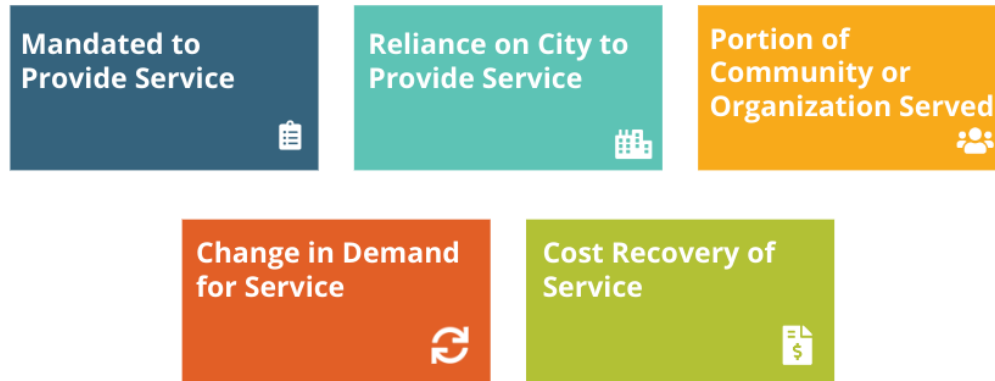 Mandated to
Provide Service
Reliance on City to
Provide Service
Portion of
Community or
Organization Served
Change in Demand
for Service
Cost Recovery of
Service
$